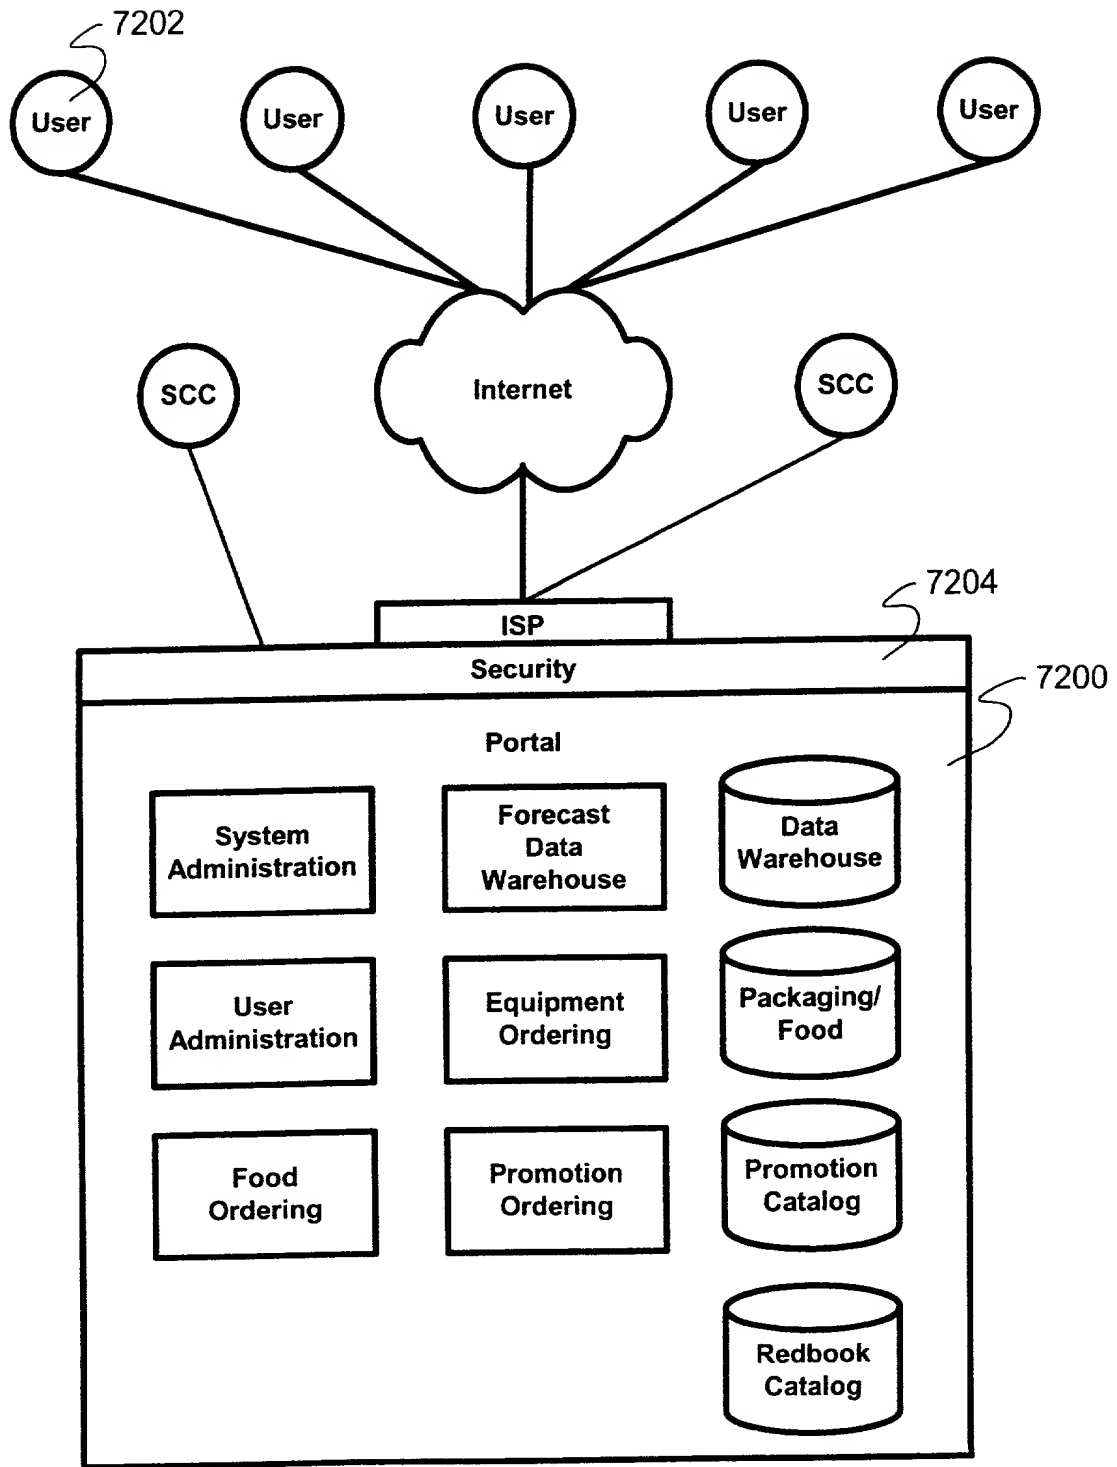 7202
User
User
User
User
User
SCC
Internet
SCC
ISP
7204
Security
7200
Portal
System
Administration
Forecast
Data
Warehouse
Data
Warehouse
User
Administration
Equipment
Ordering
Packaging/
Food
Food
Ordering
Promotion
Ordering
Promotion
Catalog
Redbook
Catalog